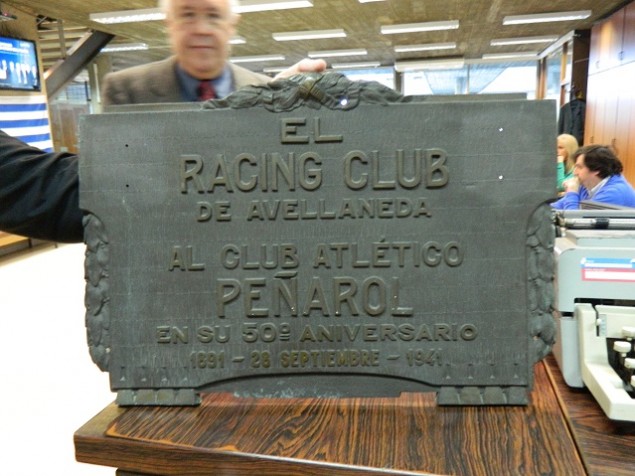 EL
RACING CLUB
DE AVELLANEDA
AL CLUB ATLÉTICO
PEÑAROL
EN SU 50º ANIVERSARIO
1891 - 28 SEPTIEMBRE - 1941